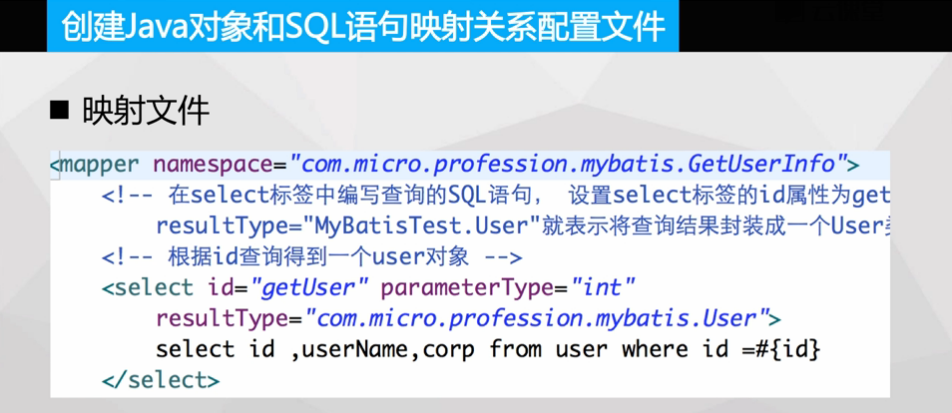 创建Java对象和SQL语句映射关系配置文件
■ 映射文件
<mapper namespace="com.micro.profession.mybatis.GetUserInfo">
<!-- 在select标签中编写查询的SQL语句， 设置select标签的id属性为get
resultType="MyBatisTest.User"就表示将查询结果封装成一个User类
<!-- 根据id查询得到一个user对象 -->
<select id="getUser" parameterType="int"
resultType="com.micro.profession.mybatis.User">
select id ,userName,corp from user where id =#{id}
</select>